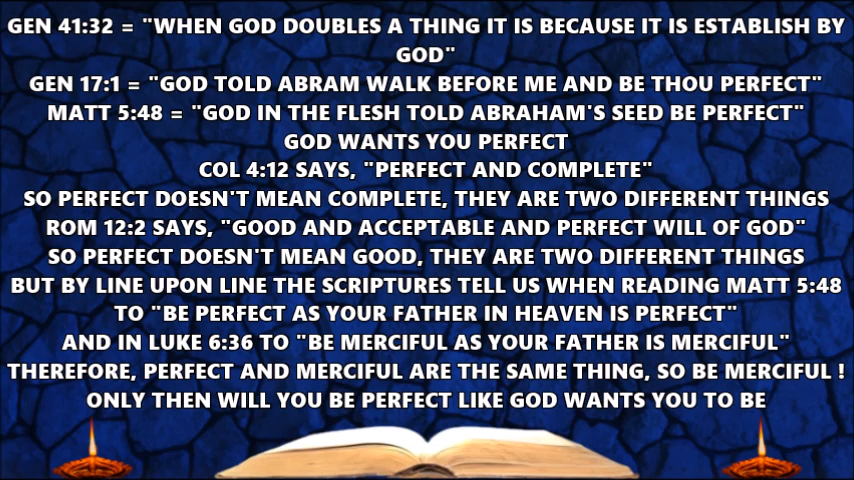 GEN 41:32 = "WHEN GOD DOUBLES A THING IT IS BECAUSE IT IS ESTABLISH BY
GOD"
GEN 17:1 = "GOD TOLD ABRAM WALK BEFORE ME AND BE THOU PERFECT"
MATT 5:48 = "GOD IN THE FLESH TOLD ABRAHAM'S SEED BE PERFECT"
GOD WANTS YOU PERFECT
COL 4:12 SAYS, "PERFECT AND COMPLETE"
SO PERFECT DOESN'T MEAN COMPLETE, THEY ARE TWO DIFFERENT THINGS
ROM 12:2 SAYS, "GOOD AND ACCEPTABLE AND PERFECT WILL OF GOD"
SO PERFECT DOESN'T MEAN GOOD, THEY ARE TWO DIFFERENT THINGS
BUT BY LINE UPON LINE THE SCRIPTURES TELL US WHEN READING MATT 5:48
TO "BE PERFECT AS YOUR FATHER IN HEAVEN IS PERFECT"
AND IN LUKE 6:36 TO "BE MERCIFUL AS YOUR FATHER IS MERCIFUL"
THEREFORE, PERFECT AND MERCIFUL ARE THE SAME THING, SO BE MERCIFUL !
ONLY THEN WILL YOU BE PERFECT LIKE GOD WANTS YOU TO BE